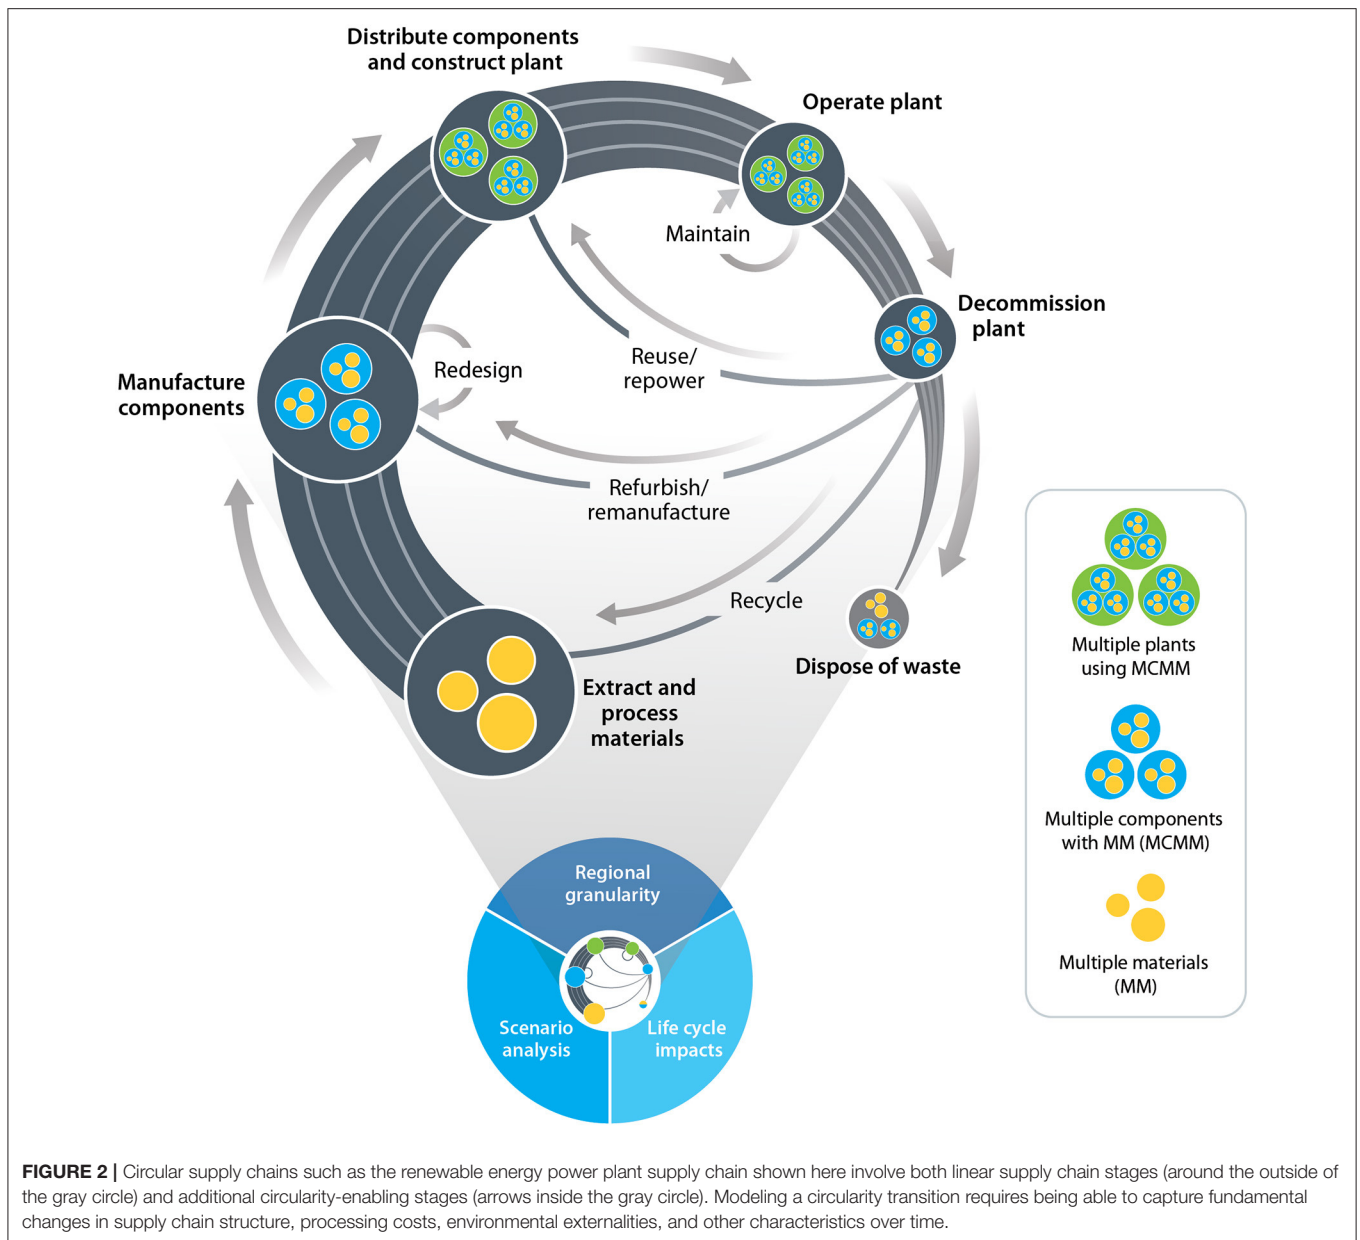 Distribute components
and construct plant
Operate plant
Maintain
Decommission
plant
Reuse/
repower
Redesign
Manufacture
components
Refurbish/
remanufacture
Recycle
Dispose of waste
Extract and
process
materials
Multiple plants
using MCMM
Multiple components
with MM (MCMM)
Multiple materials
(MM)
Regional
granularity
Scenario
analysis
Life cycle
impacts
FIGURE 2 | Circular supply chains such as the renewable energy power plant supply chain shown here involve both linear supply chain stages (around the outside of
the gray circle) and additional circularity-enabling stages (arrows inside the gray circle). Modeling a circularity transition requires being able to capture fundamental
changes in supply chain structure, processing costs, environmental externalities, and other characteristics over time.